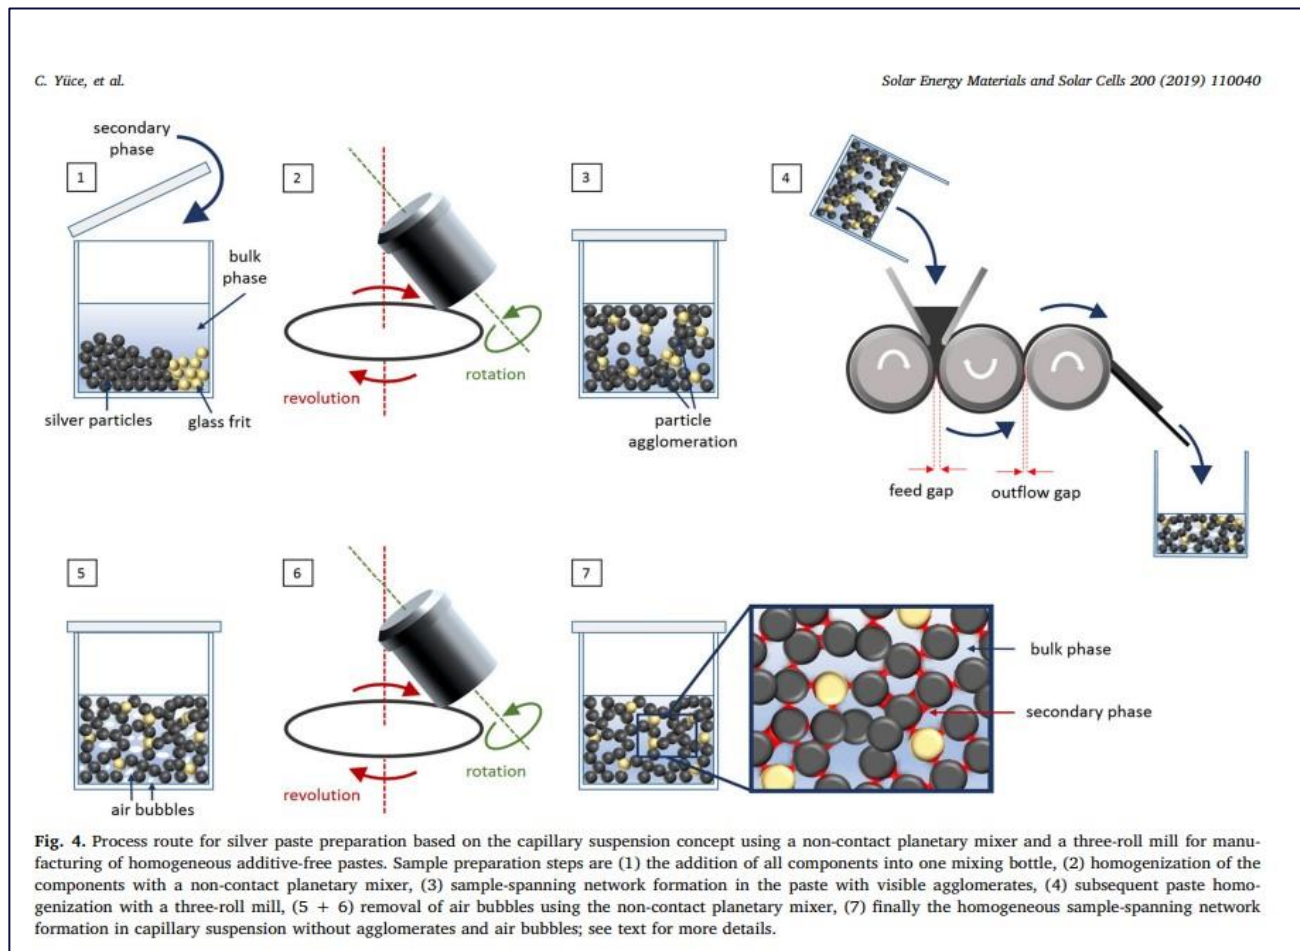 C. Yüce, et al.
Solar Energy Materials and Solar Cells 200 (2019) 110040
1
secondary
phase
bulk
phase
silver particles
glass frit
2
revolution
rotation
3
particle
agglomeration
4
feed gap
outflow gap
5
air bubbles
6
revolution
rotation
7
bulk phase
secondary phase
Fig. 4. Process route for silver paste preparation based on the capillary suspension concept using a non-contact planetary mixer and a three-roll mill for manu-
facturing of homogeneous additive-free pastes. Sample preparation steps are (1) the addition of all components into one mixing bottle, (2) homogenization of the
components with a non-contact planetary mixer, (3) sample-spanning network formation in the paste with visible agglomerates, (4) subsequent paste homo-
genization with a three-roll mill, (5 + 6) removal of air bubbles using the non-contact planetary mixer, (7) finally the homogeneous sample-spanning network
formation in capillary suspension without agglomerates and air bubbles; see text for more details.